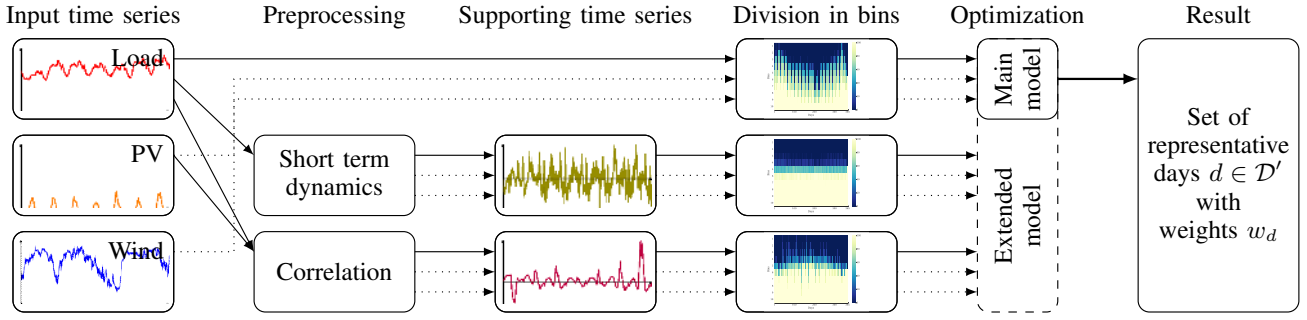 Input time series
Preprocessing
Supporting time series
Division in bins
Optimization
Result
Load
PV
Wind
Short term
dynamics
Correlation
Main
model
Extended
model
Set of
representative
days d ∈ D′
with
weights w_d